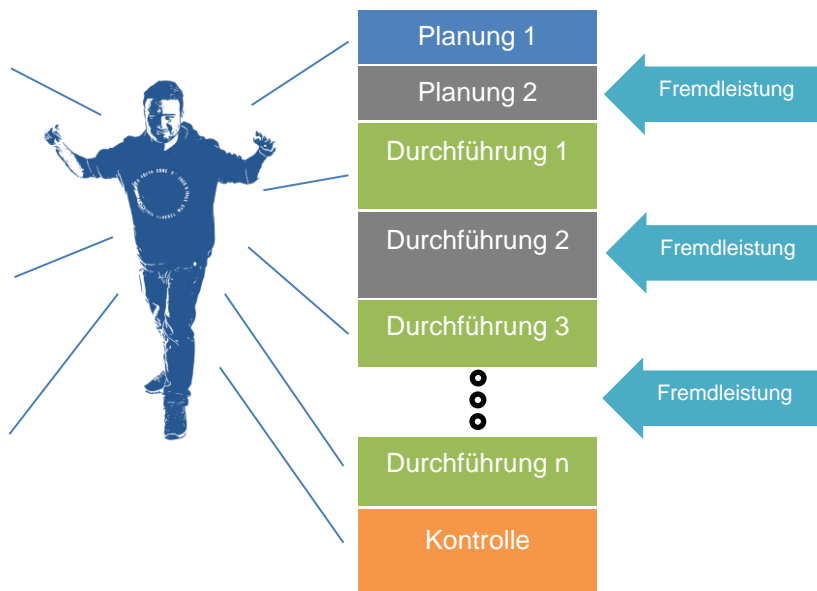 Planung 1
Planung 2
Fremdleistung
Durchführung 1
Durchführung 2
Fremdleistung
Durchführung 3
Fremdleistung
Durchführung n
Kontrolle